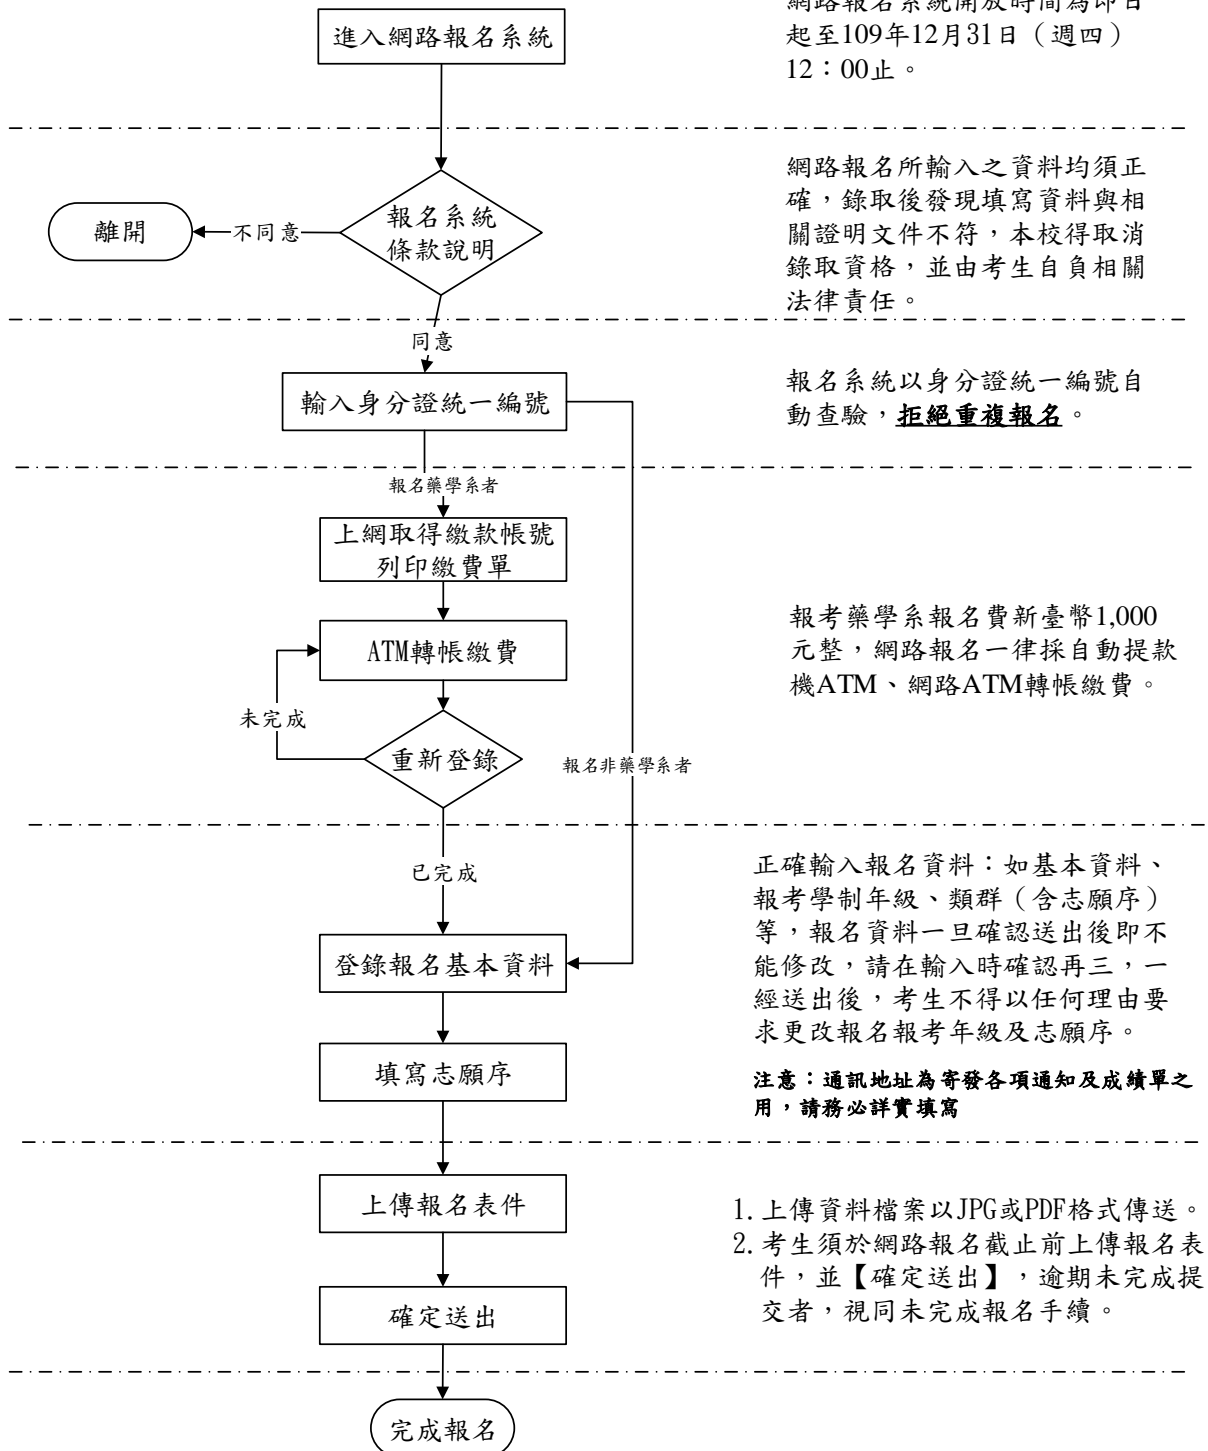 網路報名系統開放時間為即日
進入網路報名系統
起至109年12月31日（週四）
12：00止。
網路報名所輸入之資料均須正
確，錄取後發現填寫資料與相
關證明文件不符，本校得取消
錄取資格，並由考生自負相關
法律責任。
報名系統
條款說明
不同意
離開
同意
輸入身分證統一編號
報名系統以身分證統一編號自
動查驗，拒絕重複報名。
報名藥學系者
上網取得繳款帳號
列印繳費單
ATM轉帳繳費
未完成
重新登錄
報名非藥學系者
報考藥學系報名費新臺幣1,000
元整，網路報名一律採自動提款
機ATM、網路ATM轉帳繳費。
已完成
登錄報名基本資料
填寫志願序
正確輸入報名資料：如基本資料、
報考學制年級、類群（含志願序）
等，報名資料一旦確認送出後即不
能修改，請在輸入時確認再三，一
經送出後，考生不得以任何理由要
求更改報名報考年級及志願序。
注意：通訊地址為寄發各項通知及成績單之
用，請務必詳實填寫
上傳報名表件
確定送出
1.上傳資料檔案以JPG或PDF格式傳送。
2.考生須於網路報名截止前上傳報名表
件，並【確定送出】，逾期未完成提
交者，視同未完成報名手續。
完成報名